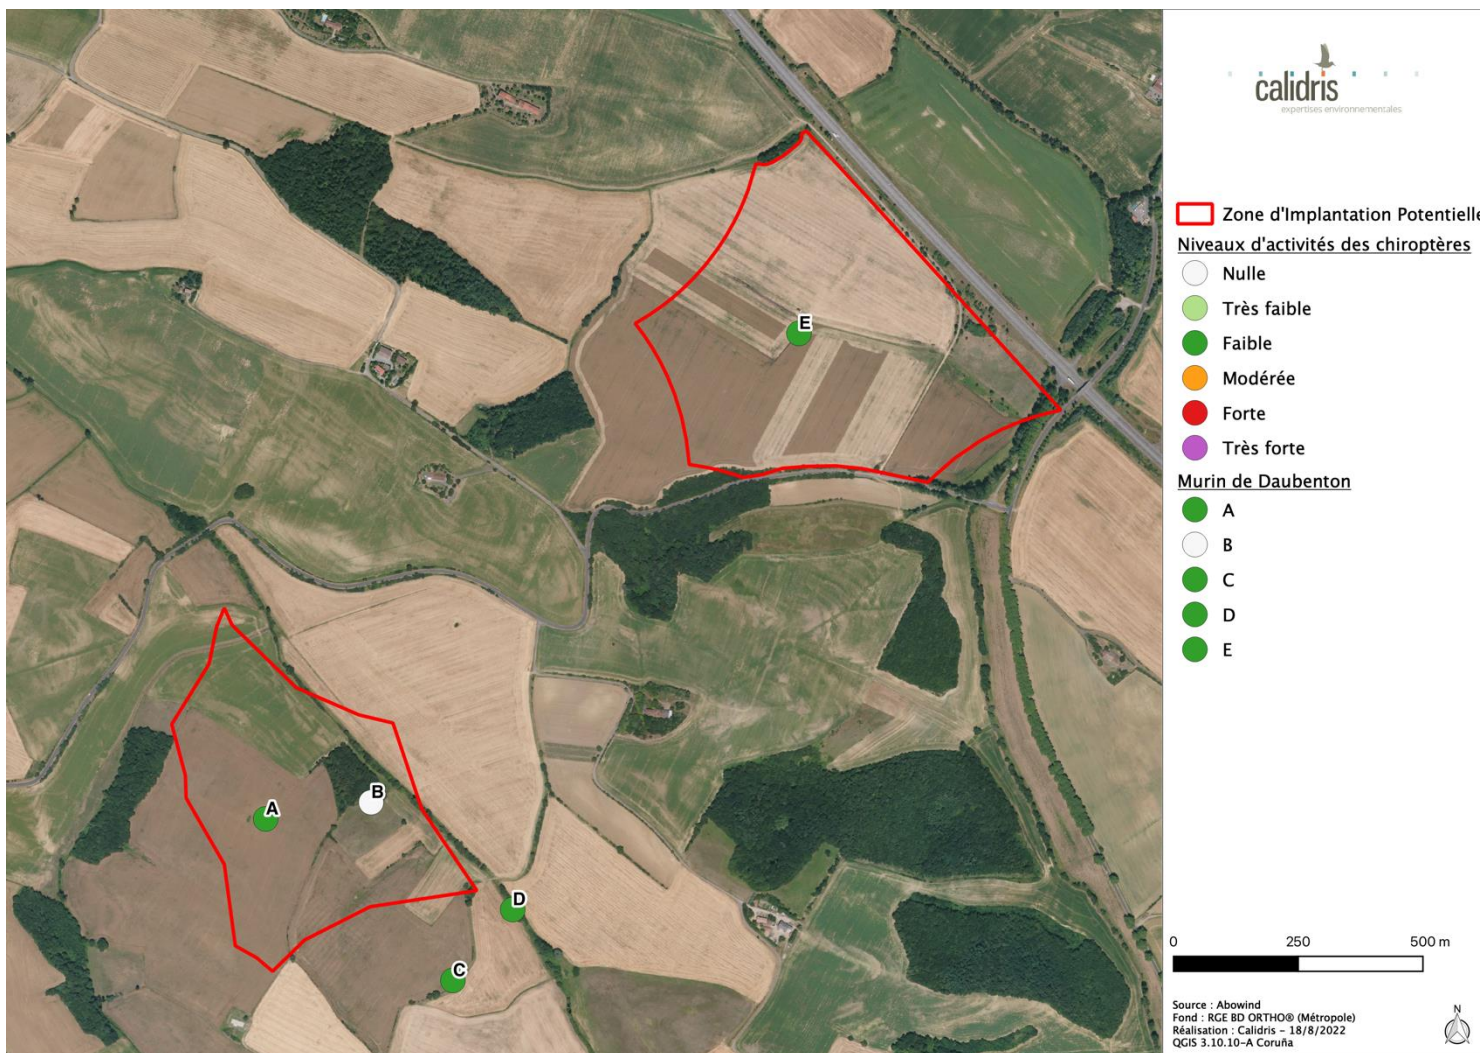 calidris
expertises environnementales
Zone d'Implantation Potentielle
Niveaux d'activités des chiroptères
Nulle
Très faible
Faible
Modérée
Forte
Très forte
Murin de Daubenton
A
B
C
D
E
E
A
B
D
C
0 250 500 m
Source : Abowind
Fond : RGE BD ORTHO® (Métropole)
Réalisation : Calidris - 18/8/2022
QGIS 3.10.10-A Coruña
N